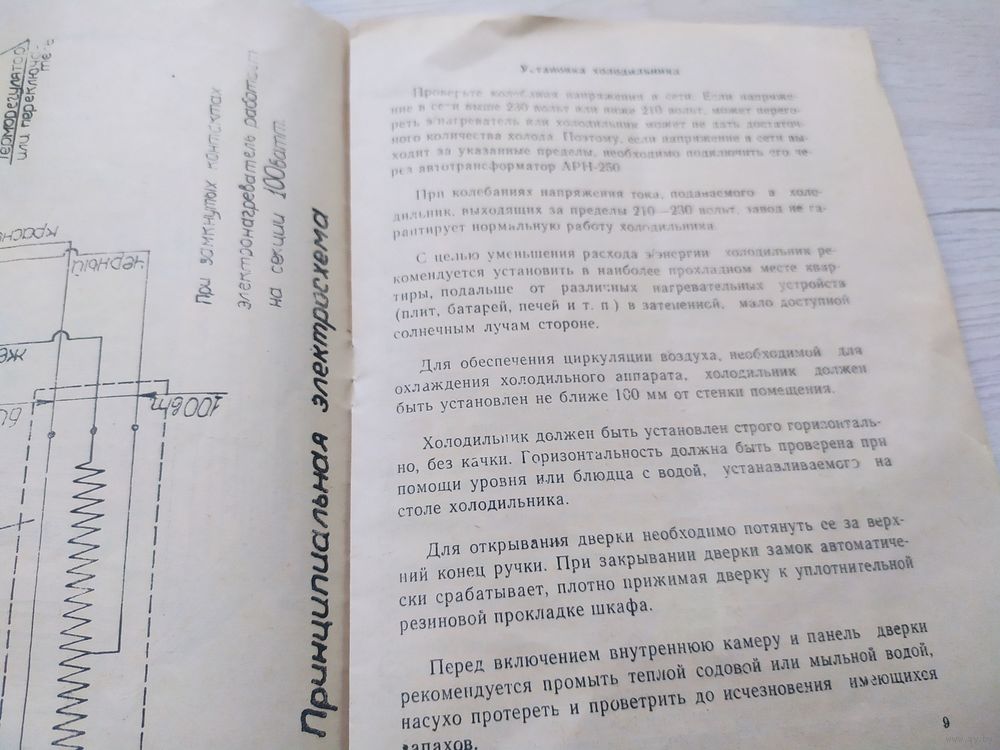 Терморегулятор
или переключа-
тель
При замкнутых контактах
электронагреватель работает
на секции 100ватт.
Принципиальная электросхема
черный
100вт
Установка холодильника
Проверьте колебания напряжения в сети. Если напряже-
ние в сети выше 230 вольт или ниже 210 вольт, может перего-
реть э/нагреватель или холодильник может не дать достаточ-
ного количества холода. Поэтому, если напряжение в сети вы-
ходит за указанные пределы, необходимо подключить его че-
рез автотрансформатор АРН-250
При колебаниях напряжения тока, подаваемого в холо-
дильник, выходящих за пределы 210—230 вольт, завод не га-
рантирует нормальную работу холодильника.
С целью уменьшения расхода э/энергии холодильник ре-
комендуется установить в наиболее прохладном месте квар-
тиры, подальше от различных нагревательных устройств
(плит, батарей, печей и т. п ) в затененной, мало доступной
солнечным лучам стороне.
Для обеспечения циркуляции воздуха, необходимой для
охлаждения холодильного аппарата, холодильник должен
быть установлен не ближе 100 мм от стенки помещения.
Холодильник должен быть установлен строго горизонталь-
но, без качки. Горизонтальность должна быть проверена при
помощи уровня или блюдца с водой, устанавливаемого на
столе холодильника.
Для открывания дверки необходимо потянуть ее за верх-
ний конец ручки. При закрывании дверки замок автоматиче-
ски срабатывает, плотно прижимая дверку к уплотнительной
резиновой прокладке шкафа.
Перед включением внутреннюю камеру и панель дверки
рекомендуется промыть теплой содовой или мыльной водой,
насухо протереть и проветрить до исчезновения имеющихся
запахов.
9